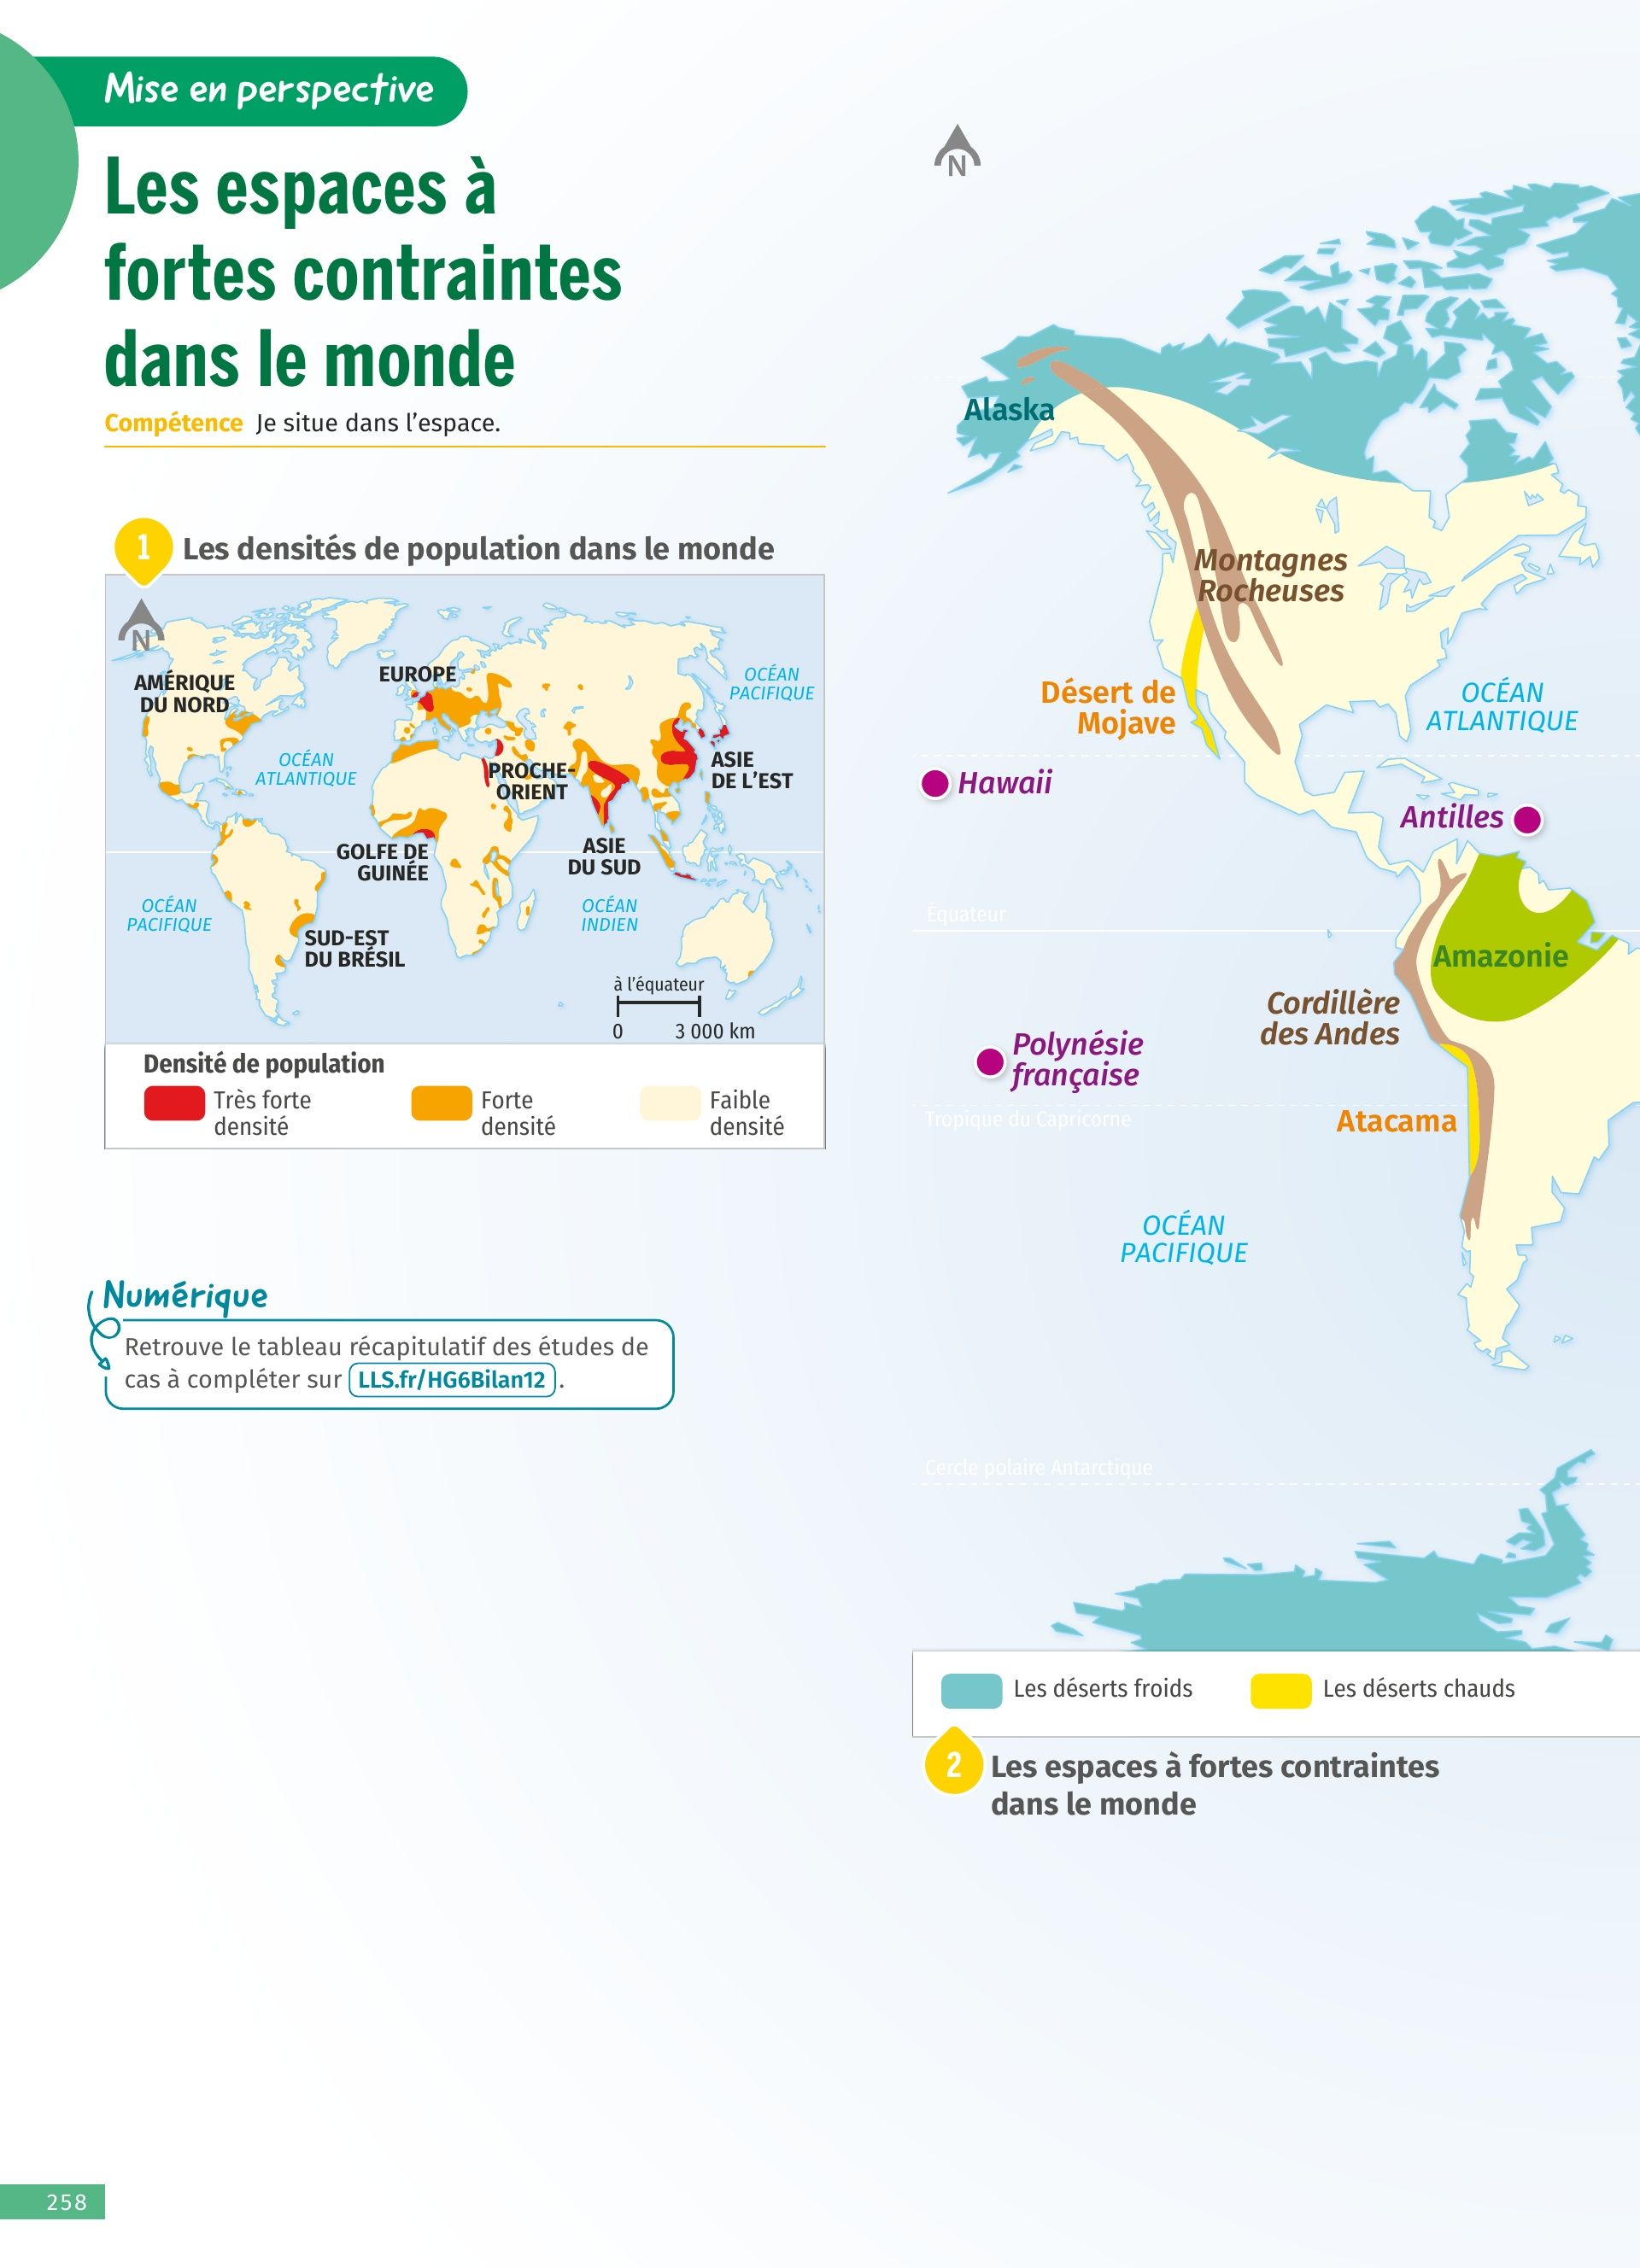 Mise en perspective
Les espaces à
fortes contraintes
dans le monde
Compétence Je situe dans l'espace.
1 Les densités de population dans le monde
N
AMÉRIQUE
DU NORD
EUROPE
OCÉAN
PACIFIQUE
OCÉAN
ATLANTIQUE
PROCHE-
ORIENT
ASIE
DE L'EST
GOLFE DE
GUINÉE
ASIE
DU SUD
OCÉAN
PACIFIQUE
OCÉAN
INDIEN
SUD-EST
DU BRÉSIL
à l'équateur
0 3 000 km
Densité de population
Très forte
densité
Forte
densité
Faible
densité
Numérique
Retrouve le tableau récapitulatif des études de
cas à compléter sur LLS.fr/HG6Bilan12 .
N
Alaska
Montagnes
Rocheuses
Désert de
Mojave
OCÉAN
ATLANTIQUE
Hawaii
Antilles
Équateur
Amazonie
Cordillère
des Andes
Polynésie
française
Tropique du Capricorne
Atacama
OCÉAN
PACIFIQUE
Cercle polaire Antarctique
Les déserts froids
Les déserts chauds
2 Les espaces à fortes contraintes
dans le monde
258